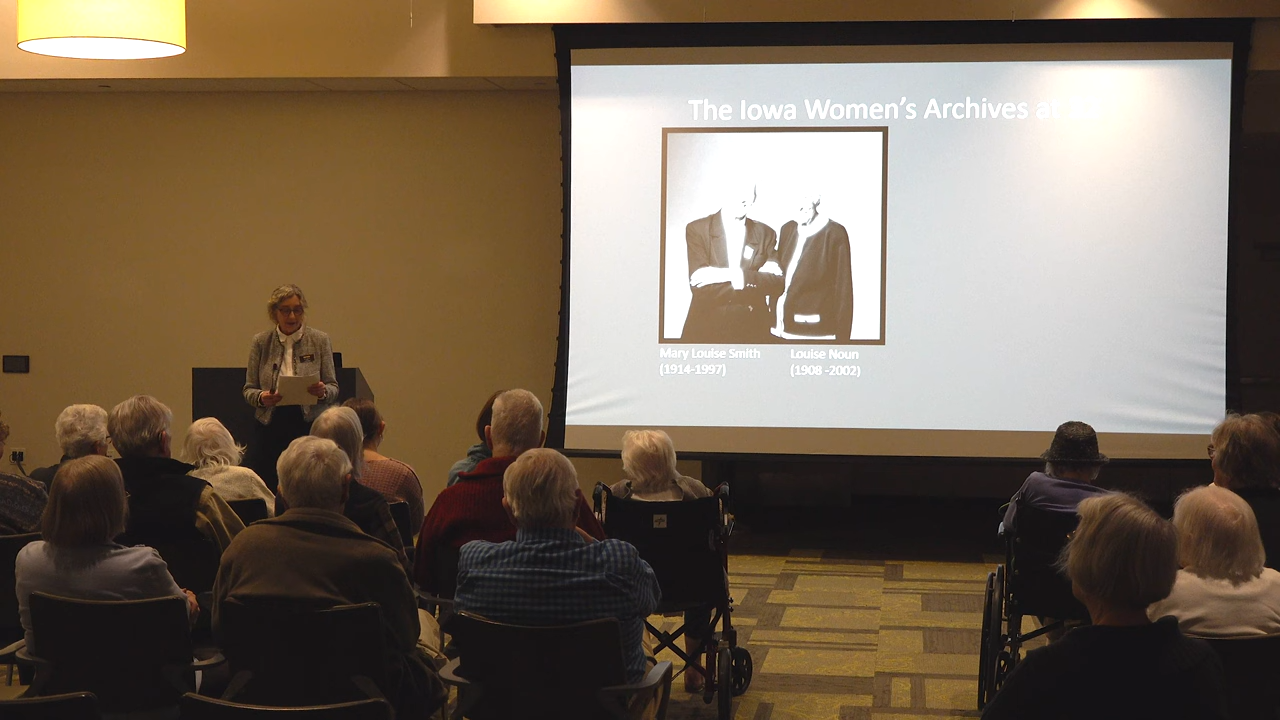 The Iowa Women's Archives at
Mary Louise Smith
(1914-1997)
Louise Noun
(1908 -2002)